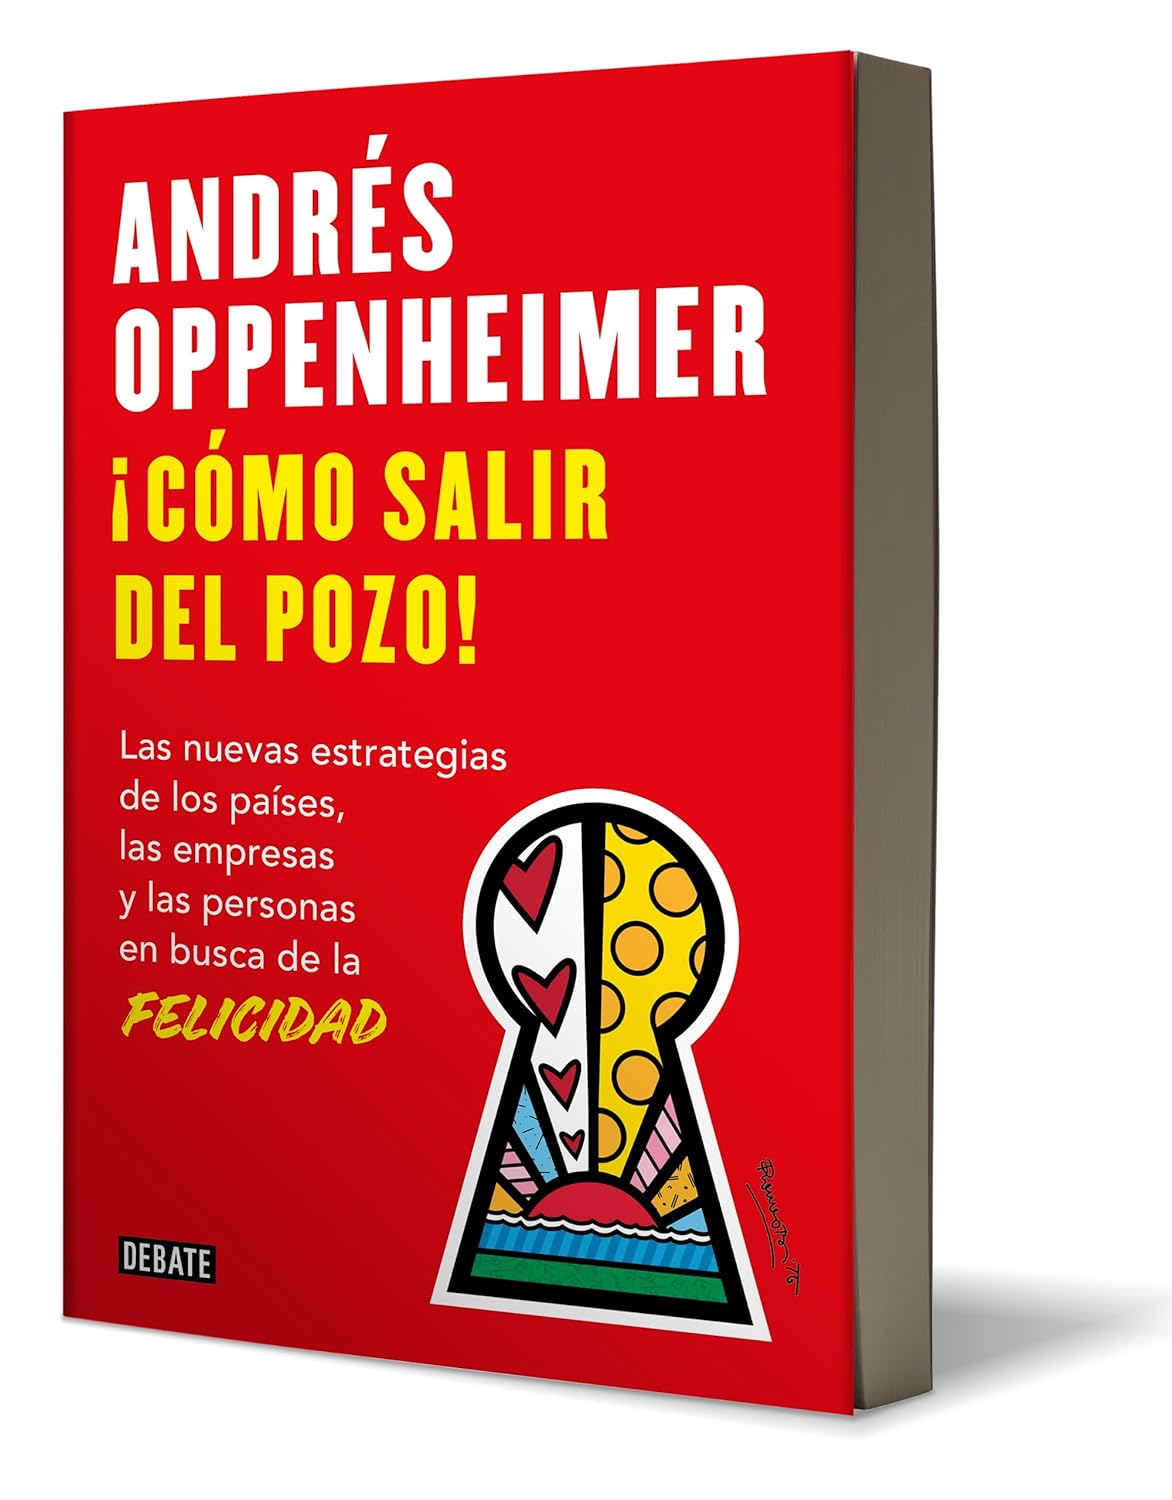 ANDRÉS
OPPENHEIMER
¡CÓMO SALIR
DEL POZO!
Las nuevas estrategias
de los países,
las empresas
y las personas
en busca de la
FELICIDAD
DEBATE